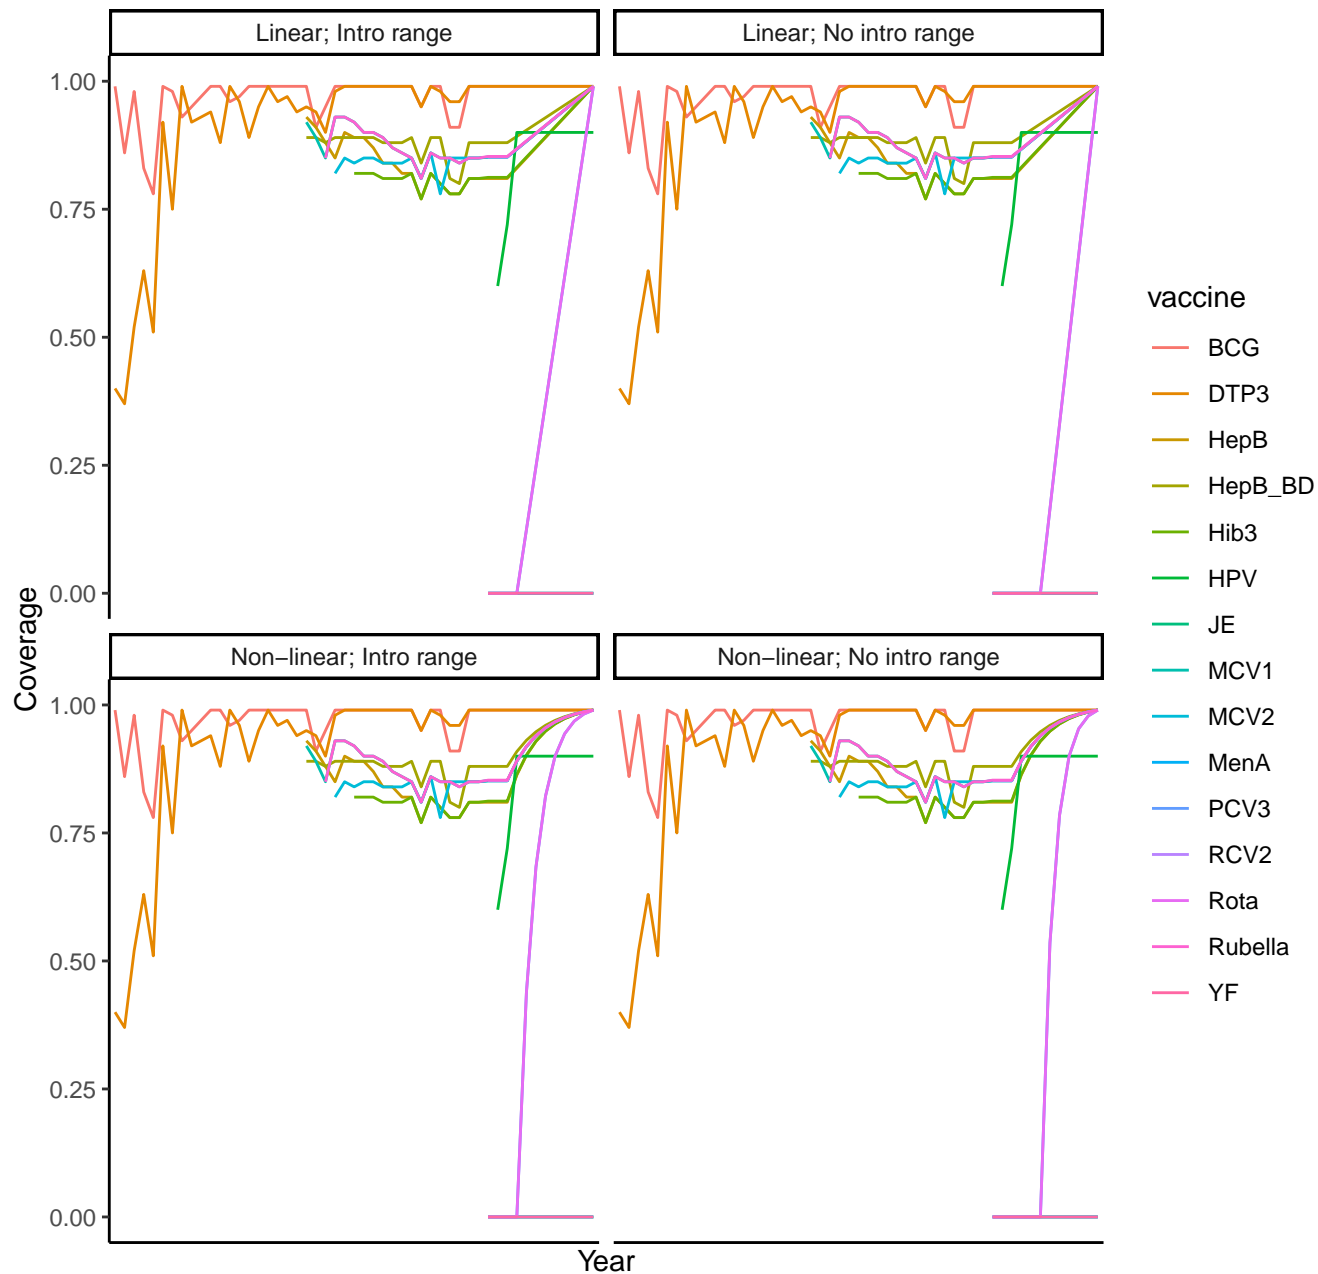 Linear; Intro range
Linear; No intro range
1.00
0.75
0.50
0.25
0.00
Non−linear; Intro range
Non−linear; No intro range
1.00
0.75
0.50
0.25
0.00
Coverage
Year
vaccine
BCG
DTP3
HepB
HepB_BD
Hib3
HPV
JE
MCV1
MCV2
MenA
PCV3
RCV2
Rota
Rubella
YF